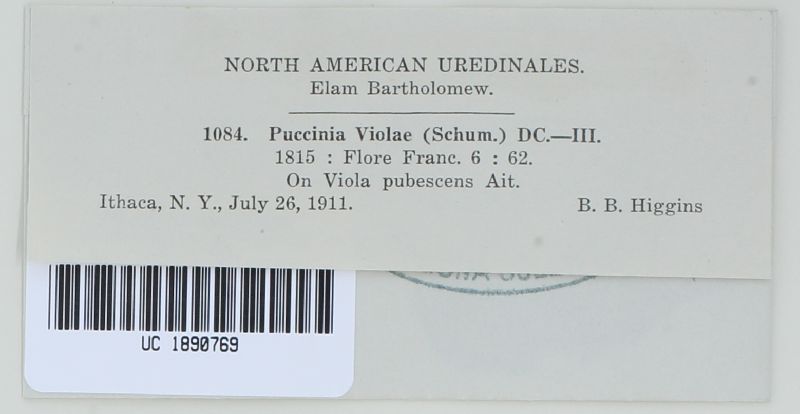 NORTH AMERICAN UREDINALES.
Elam Bartholomew.
1084. Puccinia Violae (Schum.) DC.—III.
1815 : Flore Franc. 6 : 62.
On Viola pubescens Ait.
Ithaca, N. Y., July 26, 1911. B. B. Higgins
UC 1890769